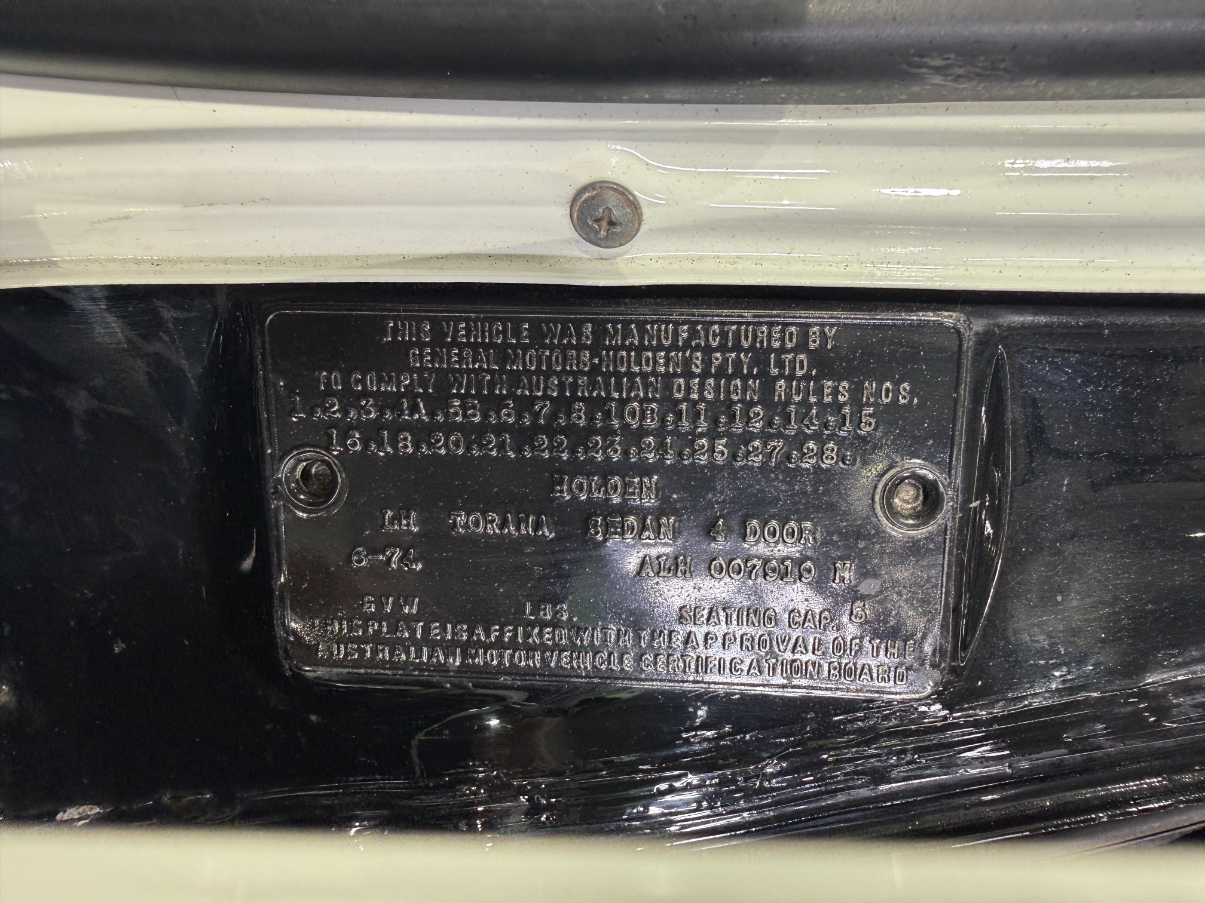 THIS VEHICLE WAS MANUFACTURED BY
GENERAL MOTORS-HOLDEN'S PTY. LTD.
TO COMPLY WITH AUSTRALIAN DESIGN RULES NOS.
1.2.3.4A.5B.6.7.8.10B.11.12.14.15
16.18.20.21.22.23.24.25.27.28.
HOLDEN
LH TORANA SEDAN 4 DOOR
6-74 ALH 007919 M
GVW LBS. SEATING CAP. 5
THIS PLATE IS AFFIXED WITH THE APPROVAL OF THE
AUSTRALIAN MOTOR VEHICLE CERTIFICATION BOARD